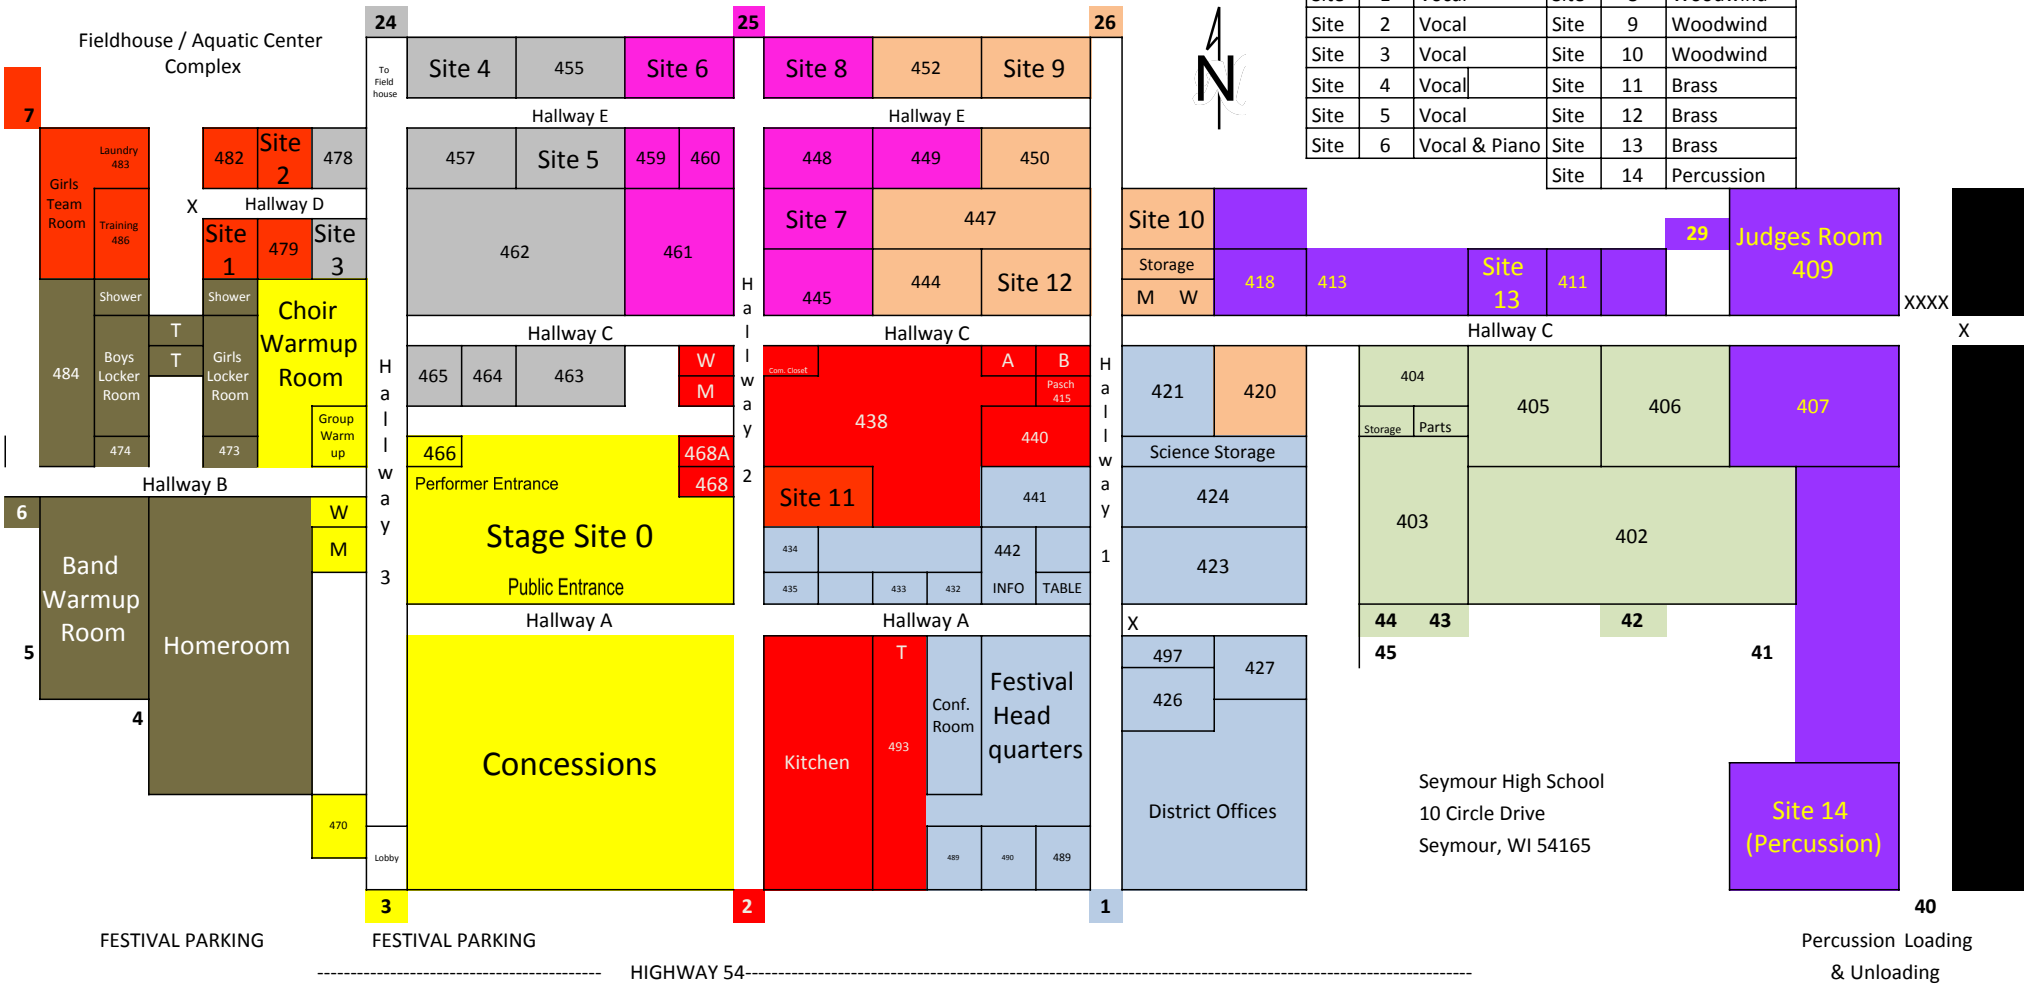 24
25
26
Fieldhouse / Aquatic Center
Complex
Site 2 Vocal Site 9 Woodwind
Site 3 Vocal Site 10 Woodwind
Site 4 Vocal Site 11 Brass
Site 5 Vocal Site 12 Brass
Site 6 Vocal & Piano Site 13 Brass
Site 14 Percussion
N
To
Field
house
Site 4
455
Site 6
Site 8
452
Site 9
7
Hallway E
Hallway E
Laundry
483
482
Site
2
478
457
Site 5
459
460
448
449
450
Girls
Team
Room
X
Hallway D
Training
486
Site
1
479
Site
3
462
461
Site 7
447
Site 10
29
Judges Room
409
445
444
Site 12
Storage
M W
418
413
Site
13
411
XXXX
Shower
Shower
Choir
Warmup
Room
T
T
Hallway C
Hallway C
Hallway C
X
484
Boys
Locker
Room
Girls
Locker
Room
Group
Warm
up
474
473
Hallway 3
Hallway 2
Hallway 1
465
464
463
W
M
Com. Closet
A
B
Pasch
415
438
440
421
420
404
Storage
Parts
405
406
407
466
468A
468
Science Storage
Performer Entrance
Hallway B
6
W
M
Stage Site 0
Public Entrance
Site 11
441
424
403
402
434
442
423
435
433
432
INFO
TABLE
Band
Warmup
Room
Homeroom
5
4
Hallway A
Hallway A
X
44
43
42
45
41
Concessions
Kitchen
T
493
Conf.
Room
Festival
Head
quarters
497
427
426
District Offices
Seymour High School
10 Circle Drive
Seymour, WI 54165
Site 14
(Percussion)
470
Lobby
489
490
489
3
2
1
40
FESTIVAL PARKING
FESTIVAL PARKING
Percussion Loading
& Unloading
HIGHWAY 54